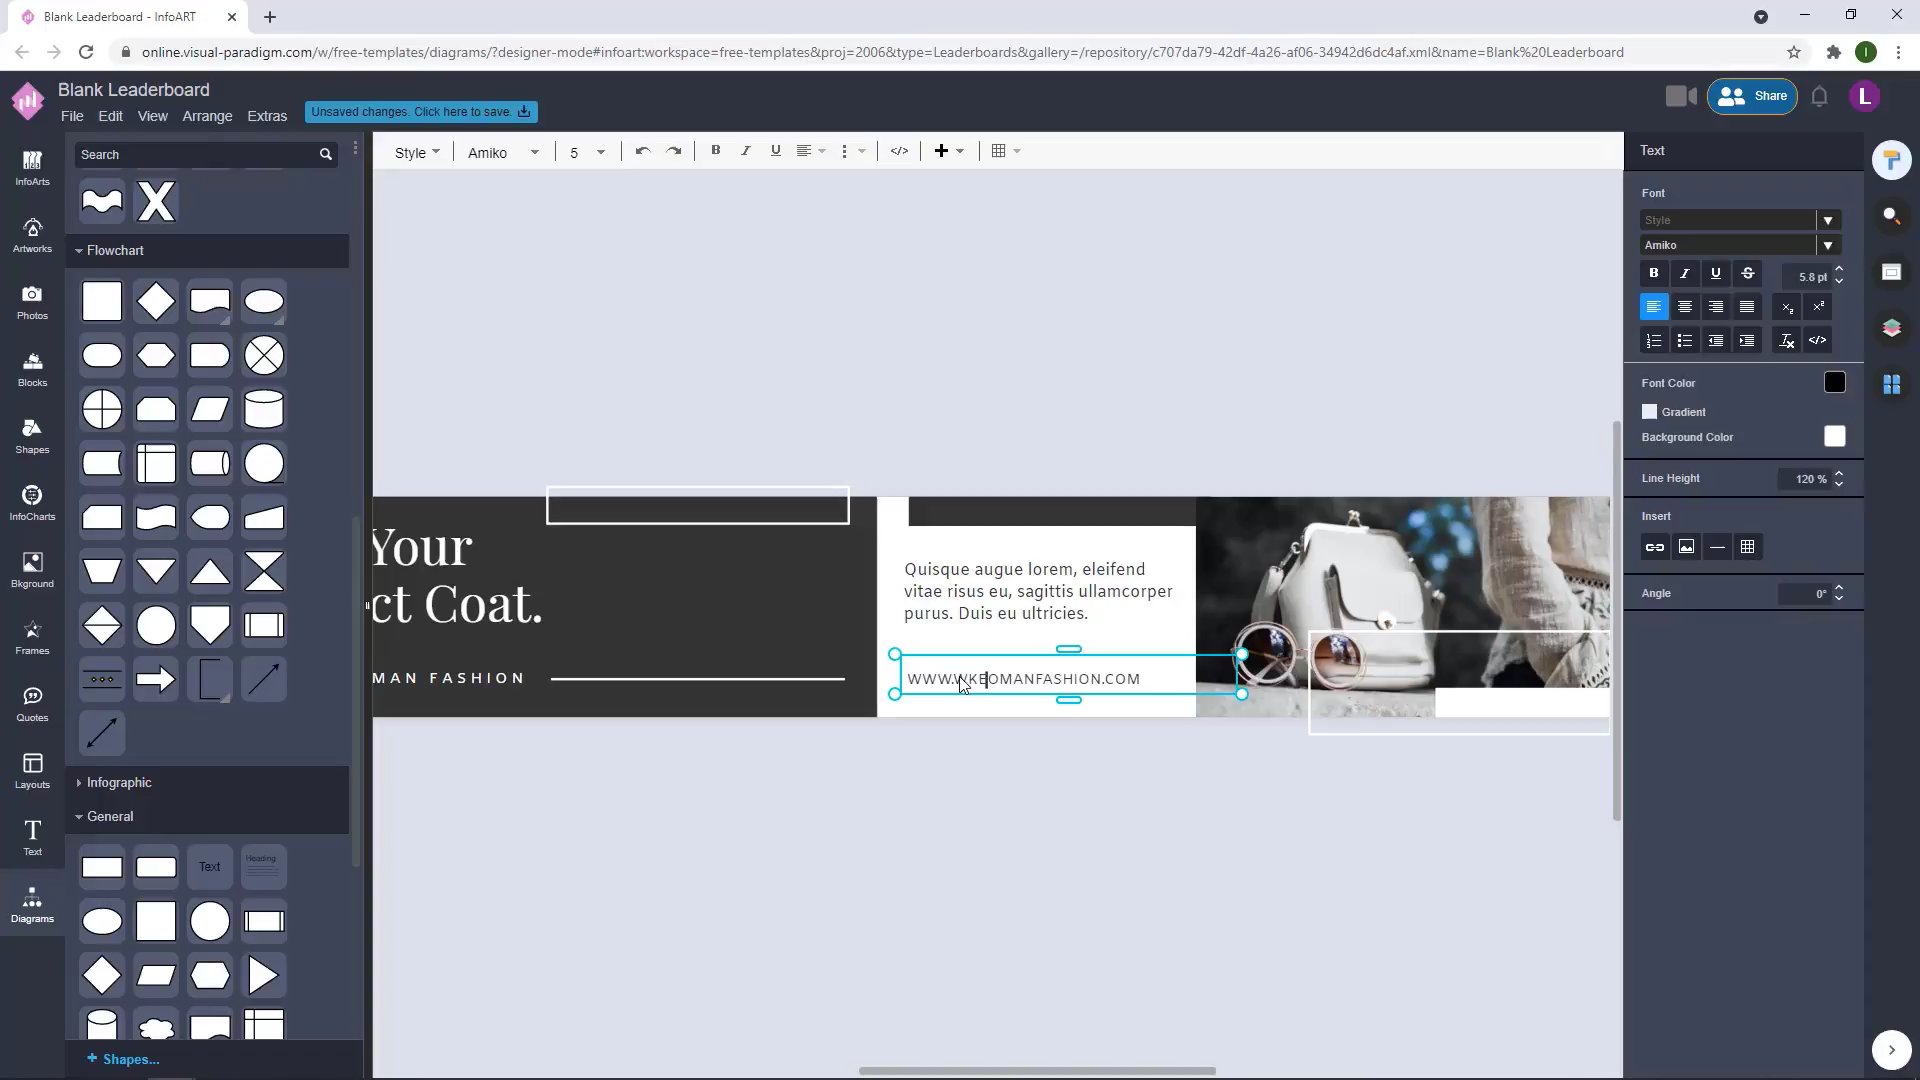 Blank Leaderboard - InfoART
online.visual-paradigm.com/w/free-templates/diagrams/?designer-mode#infoart:workspace=free-templates&proj=2006&type=Leaderboards&gallery=/repository/c707da79-42df-4a26-af06-34942d6dc4af.xml&name=Blank%20Leaderboard
I
Blank Leaderboard
File Edit View Arrange Extras
Unsaved changes. Click here to save.
Share
L
Search
Style Amiko 5 B I U </>
Text
InfoArts
Artworks
Photos
Blocks
Shapes
InfoCharts
Bkground
Frames
Quotes
Layouts
Text
Diagrams
Flowchart
Infographic
General
Text
Heading
Shapes...
Your
ct Coat.
MAN FASHION
Quisque augue lorem, eleifend
vitae risus eu, sagittis ullamcorper
purus. Duis eu ultricies.
WWW.WKEOMANFASHION.COM
Font
Style
Amiko
B I U S 5.8 pt
Font Color
Gradient
Background Color
Line Height 120 %
Insert
Angle 0°